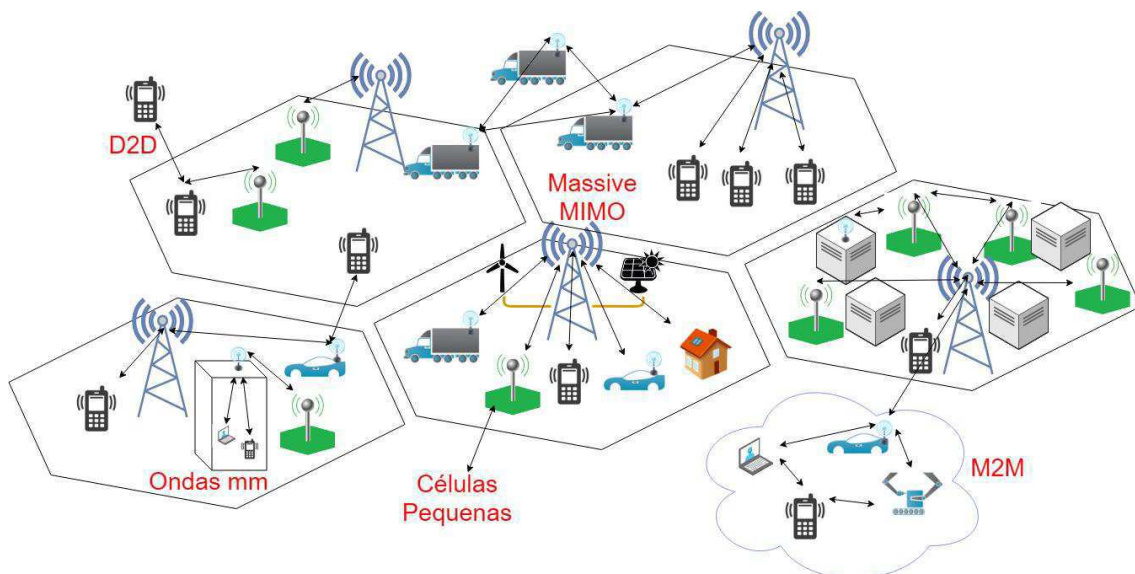 D2D
Massive
MIMO
Ondas mm
Células
Pequenas
M2M